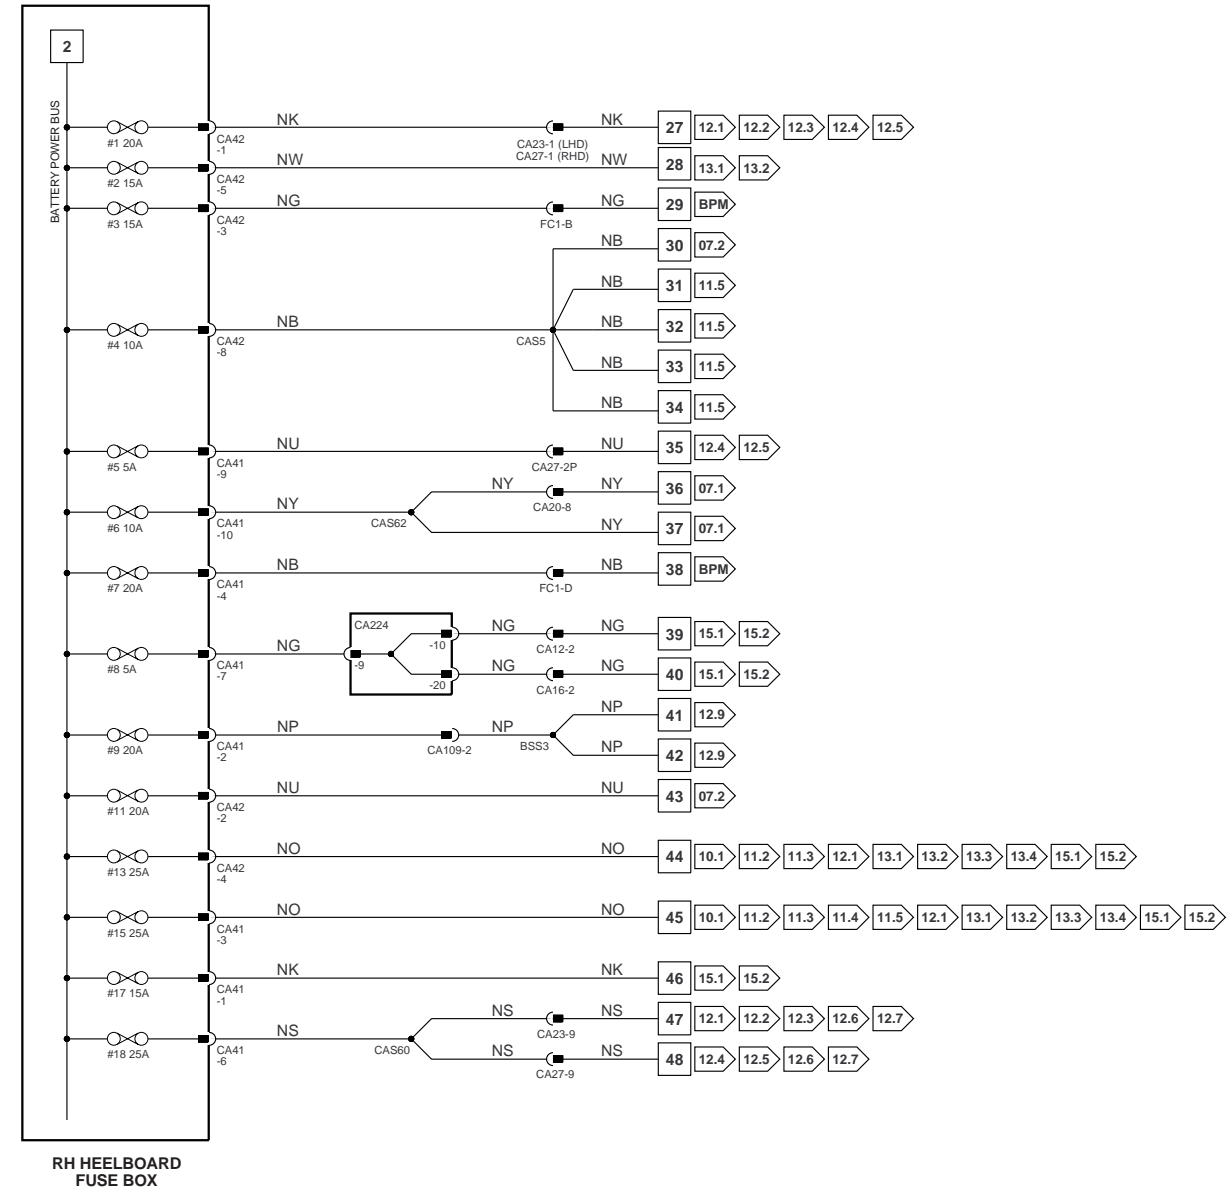 2
BATTERY POWER BUS
#1 20A
CA42
-1
NK
CA23-1 (LHD)
CA27-1 (RHD)
NK
27 12.1 12.2 12.3 12.4 12.5
#2 15A
CA42
-5
NW
NW
28 13.1 13.2
#3 15A
CA42
-3
NG
FC1-B
NG
29 BPM
NB
30 07.2
NB
31 11.5
#4 10A
CA42
-8
NB
CAS5
NB
32 11.5
NB
33 11.5
NB
34 11.5
#5 5A
CA41
-9
NU
CA27-2P
NU
35 12.4 12.5
#6 10A
CA41
-10
NY
CAS62
NY
CA20-8
NY
36 07.1
NY
37 07.1
#7 20A
CA41
-4
NB
FC1-D
NB
38 BPM
#8 5A
CA41
-7
NG
CA224
-9
-10
-20
NG
CA12-2
NG
39 15.1 15.2
NG
CA16-2
NG
40 15.1 15.2
#9 20A
CA41
-2
NP
CA109-2
NP
BSS3
NP
41 12.9
NP
42 12.9
#11 20A
CA42
-2
NU
NU
43 07.2
#13 25A
CA42
-4
NO
NO
44 10.1 11.2 11.3 12.1 13.1 13.2 13.3 13.4 15.1 15.2
#15 25A
CA41
-3
NO
NO
45 10.1 11.2 11.3 11.4 11.5 12.1 13.1 13.2 13.3 13.4 15.1 15.2
#17 15A
CA41
-1
NK
NK
46 15.1 15.2
#18 25A
CA41
-6
NS
CAS60
NS
CA23-9
NS
47 12.1 12.2 12.3 12.6 12.7
NS
CA27-9
NS
48 12.4 12.5 12.6 12.7
RH HEELBOARD
FUSE BOX